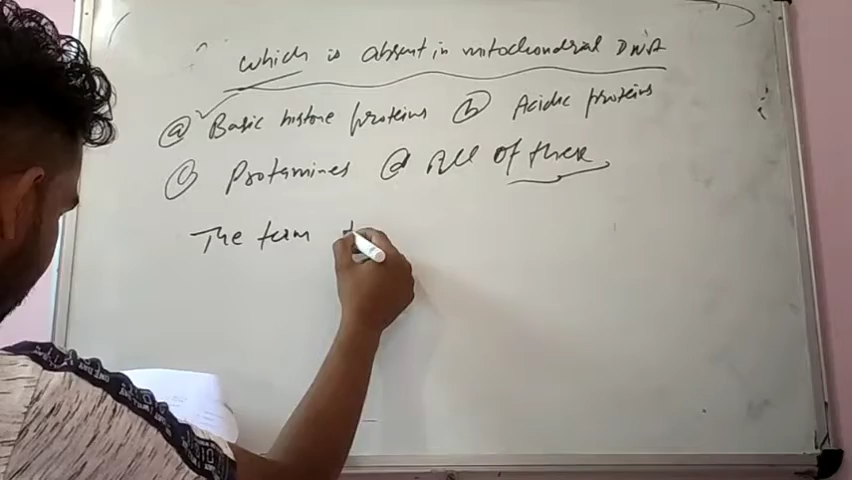 Which is absent in mitochondrial DNA
(a) Basic histone proteins (b) Acidic proteins
(c) Protamines (d) All of these
The term